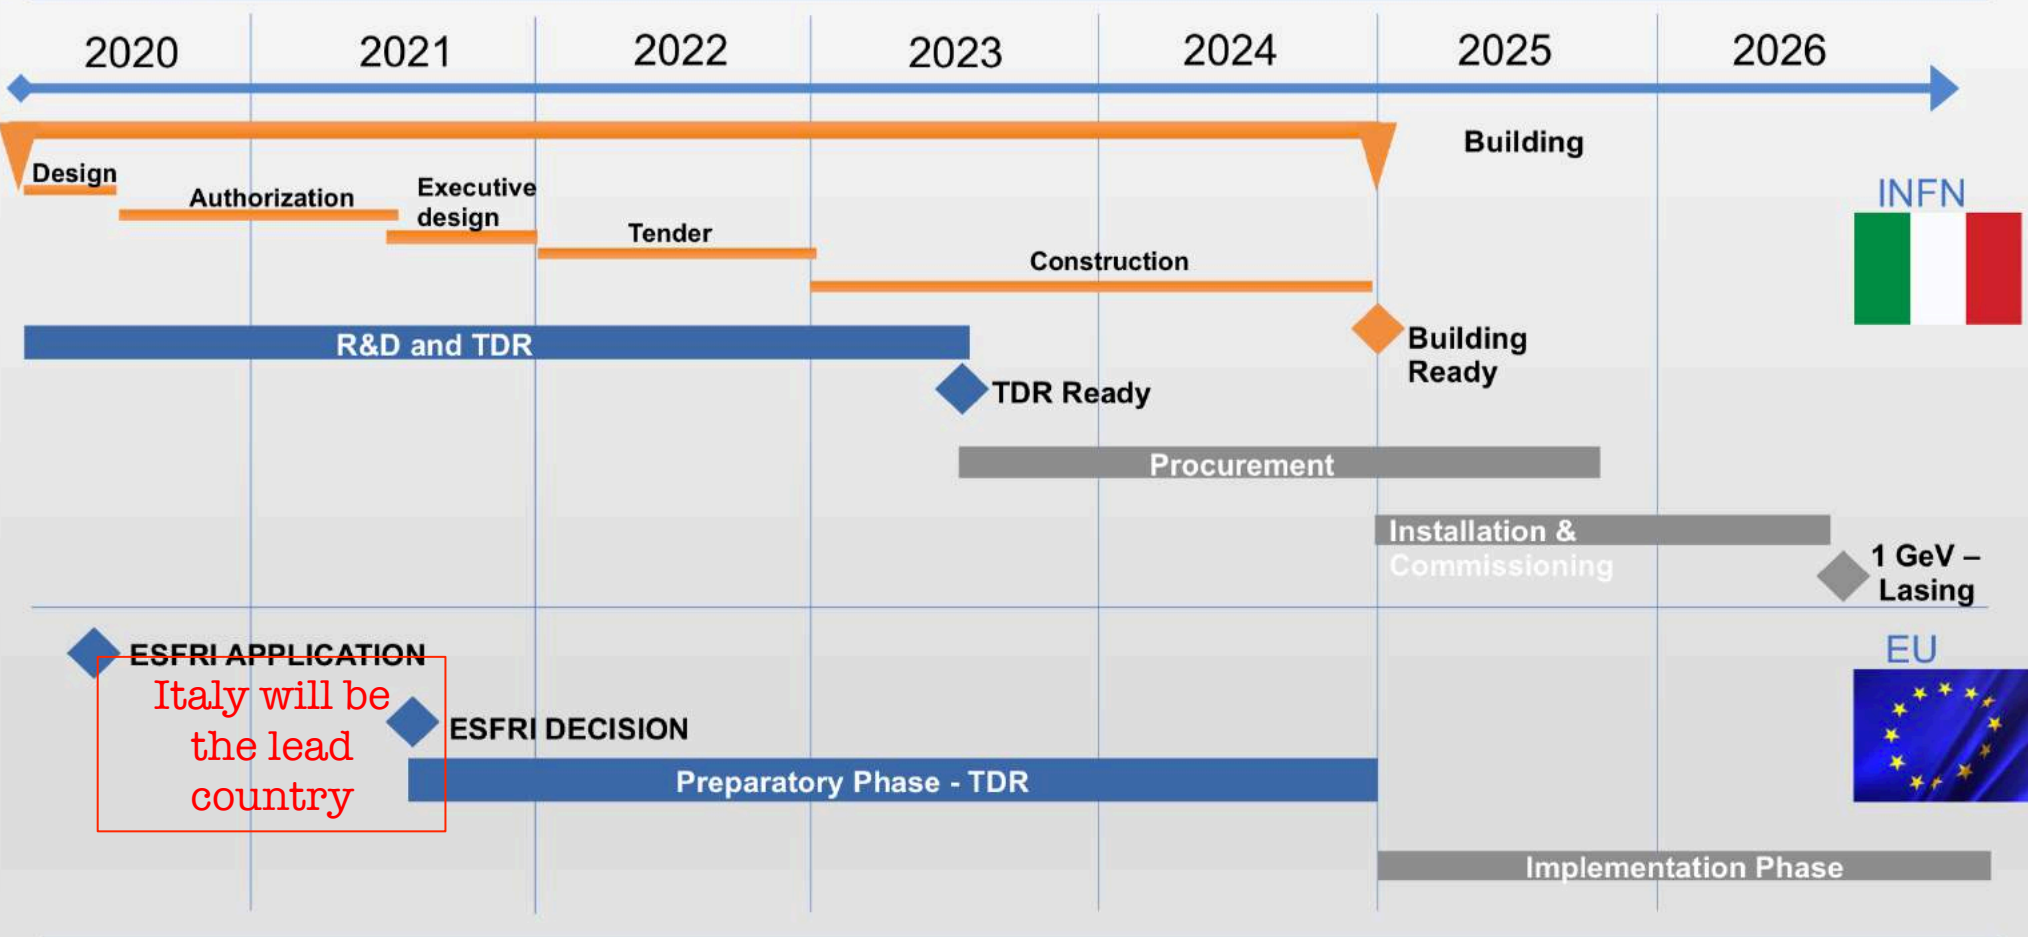 2020 2021 2022 2023 2024 2025 2026
Building
Design
Authorization
Executive
design
Tender
Construction
INFN
R&D and TDR
Building
Ready
TDR Ready
Procurement
Installation &
Commissioning
1 GeV –
Lasing
ESFRI APPLICATION
Italy will be
the lead
country
ESFRI DECISION
EU
Preparatory Phase - TDR
Implementation Phase